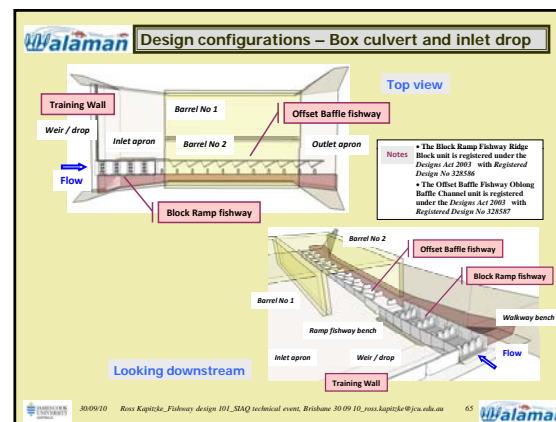 Walaman
Design configurations – Box culvert and inlet drop
Top view
Training Wall
Barrel No 1
Offset Baffle fishway
Weir / drop
Inlet apron
Barrel No 2
Outlet apron
Flow
Block Ramp fishway
Notes
• The Block Ramp Fishway Ridge
Block unit is registered under the
Designs Act 2003 with Registered
Design No 328586
• The Offset Baffle Fishway Oblong
Baffle Channel unit is registered
under the Designs Act 2003 with
Registered Design No 328587
Barrel No 2
Offset Baffle fishway
Block Ramp fishway
Barrel No 1
Ramp fishway bench
Walkway bench
Inlet apron
Weir / drop
Flow
Looking downstream
Training Wall
JAMES COOK
UNIVERSITY
AUSTRALIA
30/09/10 Ross Kapitzke_Fishway design 101_SIAQ technical event, Brisbane 30 09 10_ross.kapitzke@jcu.edu.au 65
Walaman